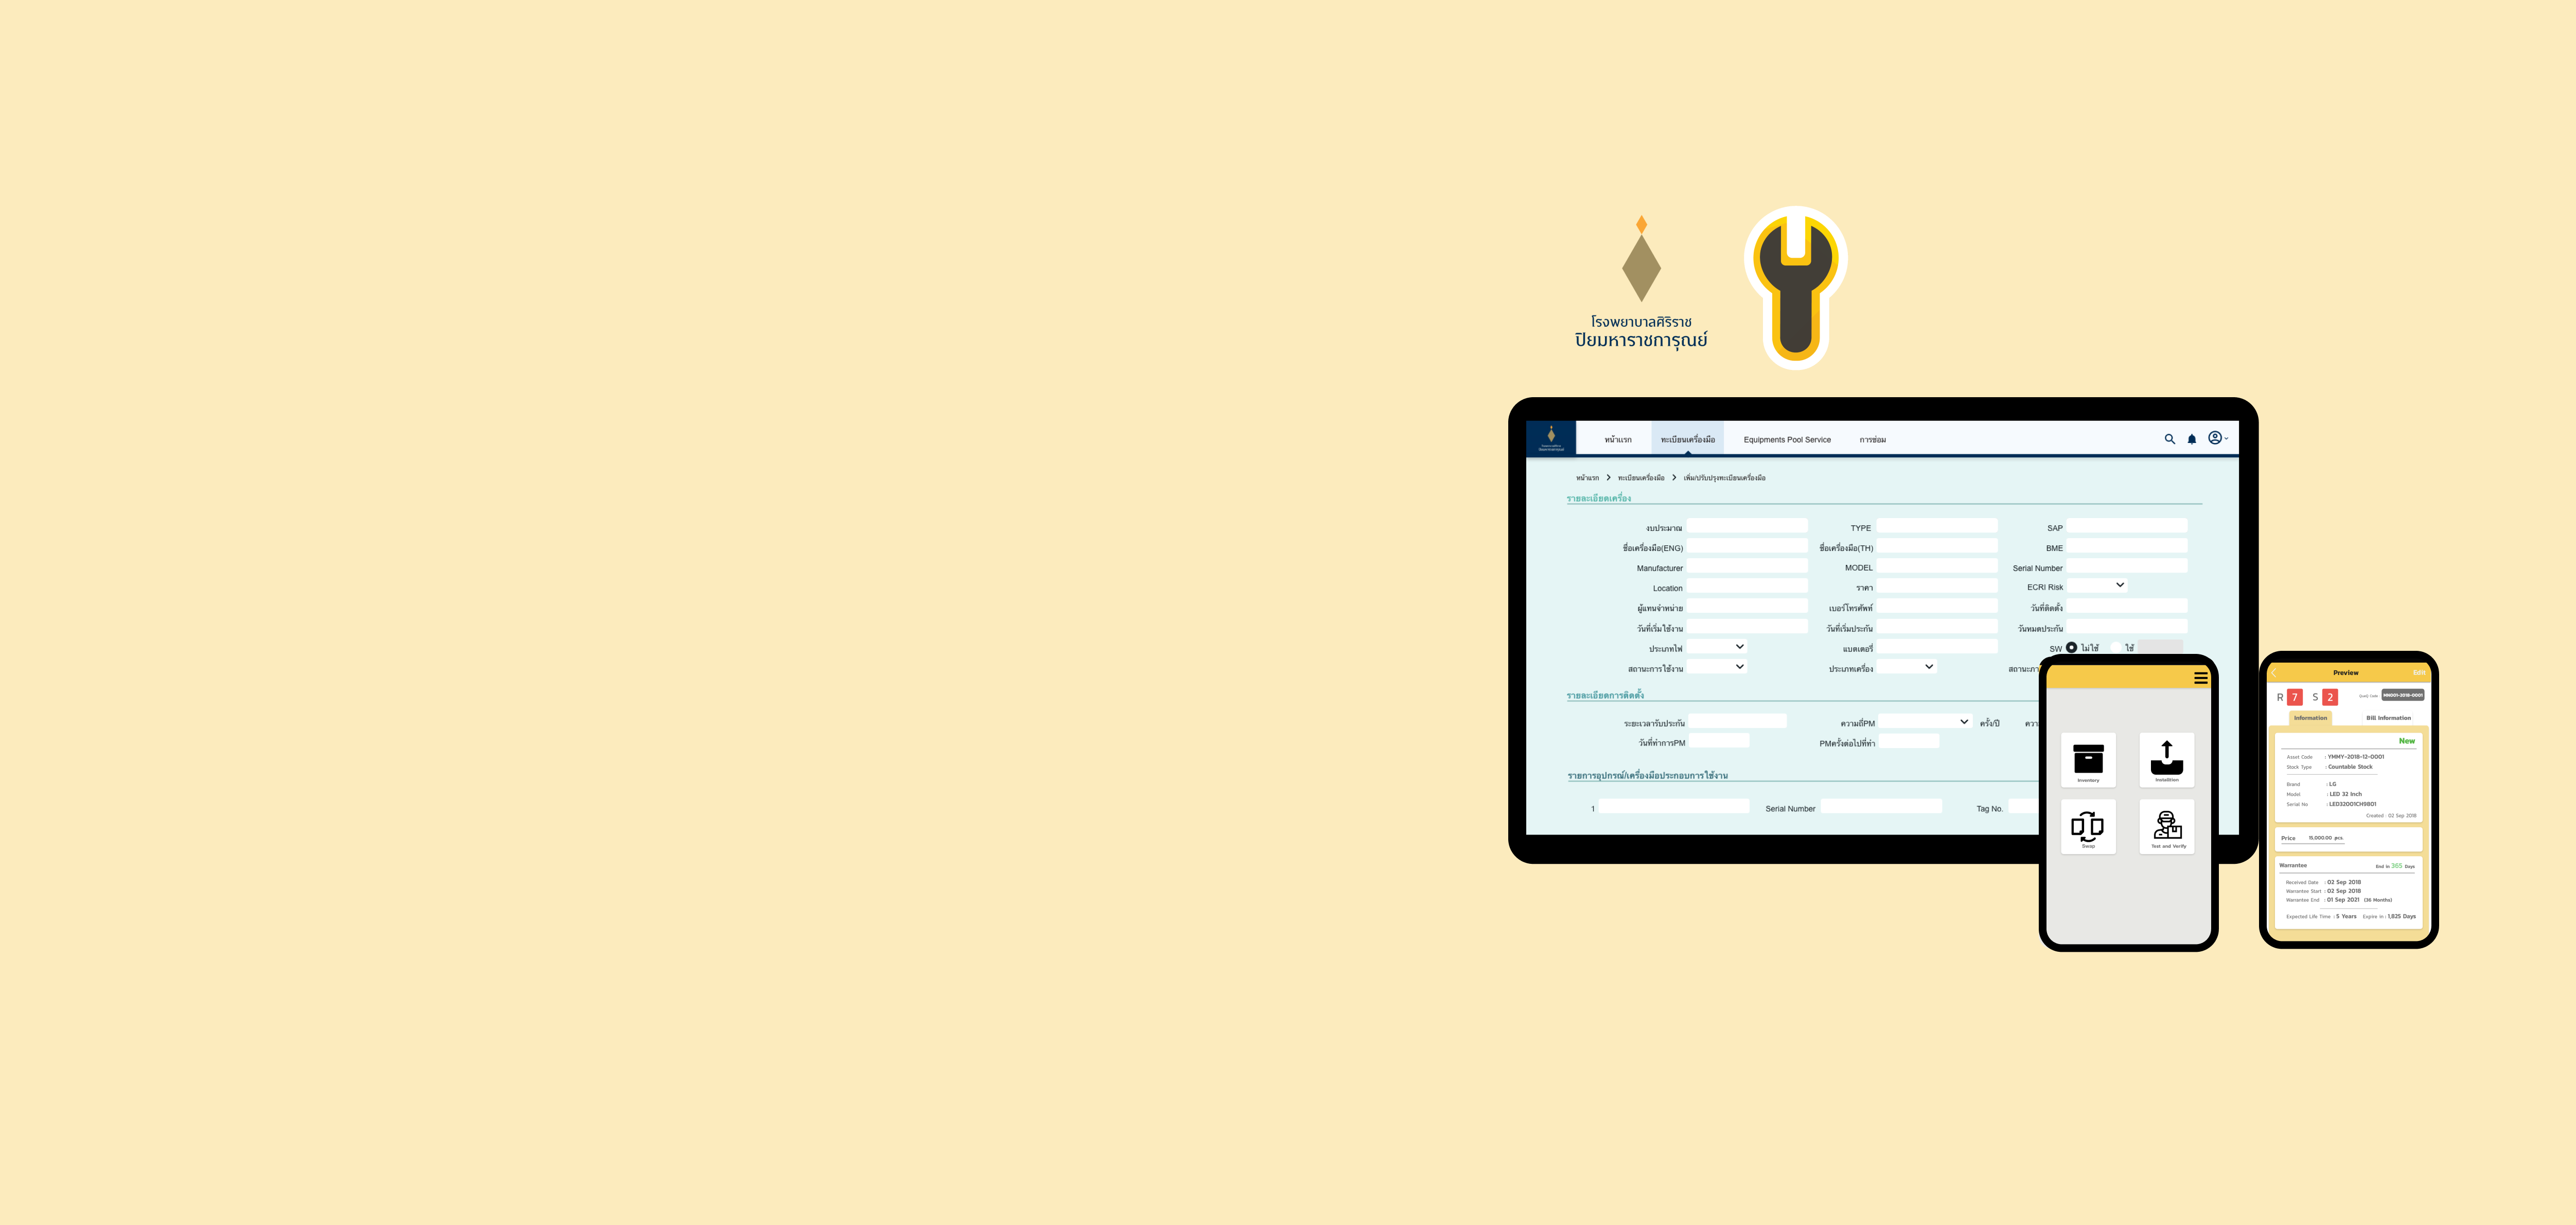 โรงพยาบาลศิริราช
ปิยมหาราชการุณย์
หน้าแรก ทะเบียนเครื่องมือ Equipments Pool Service การซ่อม
หน้าแรก ทะเบียนเครื่องมือ เพิ่ม/ปรับปรุงทะเบียนเครื่องมือ
รายละเอียดเครื่อง
งบประมาณ TYPE SAP
ชื่อเครื่องมือ(ENG) ชื่อเครื่องมือ(TH) BME
Manufacturer MODEL Serial Number
Location ราคา ECRI Risk
ผู้แทนจำหน่าย เบอร์โทรศัพท์ วันที่ติดตั้ง
วันที่เริ่มใช้งาน วันที่เริ่มประกัน วันหมดประกัน
ประเภทไฟ แบตเตอรี่ SW ไม่ใช้ ใช้
สถานะการใช้งาน ประเภทเครื่อง
รายละเอียดการติดตั้ง
ระยะเวลารับประกัน ความถี่PM ครั้ง/ปี
วันที่ทำการPM PMครั้งต่อไปที่ทำ
รายการอุปกรณ์/เครื่องมือประกอบการใช้งาน
1 Serial Number Tag No.
Inventory Installtion
Swap Test and Verify
Preview Edit
R 7 S 2 MN001-2018-0001
Information Bill Information
New
Asset Code : YMMY-2018-12-0001
Stock Type : Countable Stock
Brand : LG
Model : LED 32 Inch
Serial No : LED32001CH9801
Created : 02 Sep 2018
Price 15,000.00 pcs.
Warrantee End in 365 Days
Received Date : 02 Sep 2018
Warrantee Start : 02 Sep 2018
Warrantee End : 01 Sep 2021 (36 Months)
Expected Life Time : 5 Years Expire in : 1,825 Days